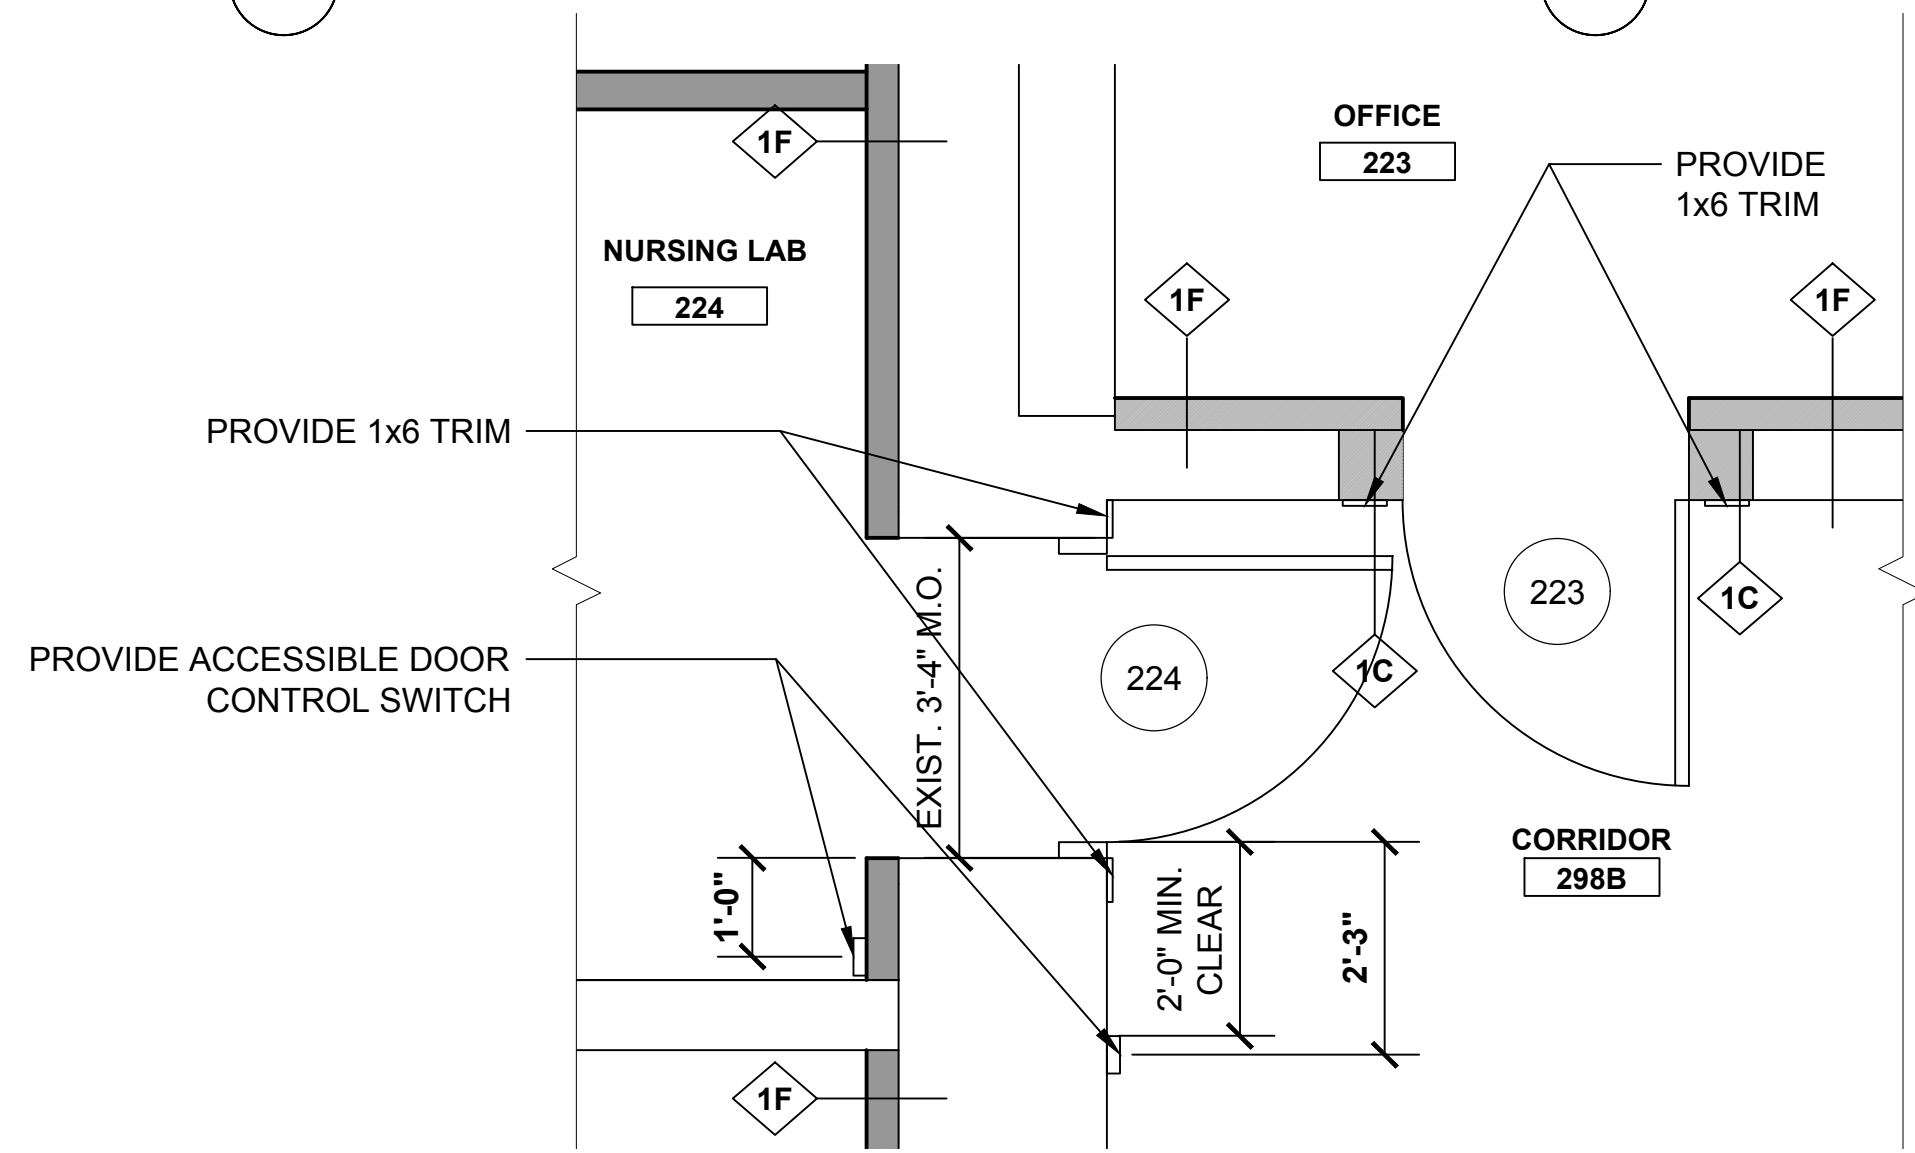 OFFICE
223
1F
PROVIDE
1x6 TRIM
NURSING LAB
224
1F
1F
PROVIDE 1x6 TRIM
EXIST. 3'-4" M.O.
223
1C
PROVIDE ACCESSIBLE DOOR
CONTROL SWITCH
224
1C
CORRIDOR
298B
1'-0"
2'-0" MIN.
CLEAR
2'-3"
1F